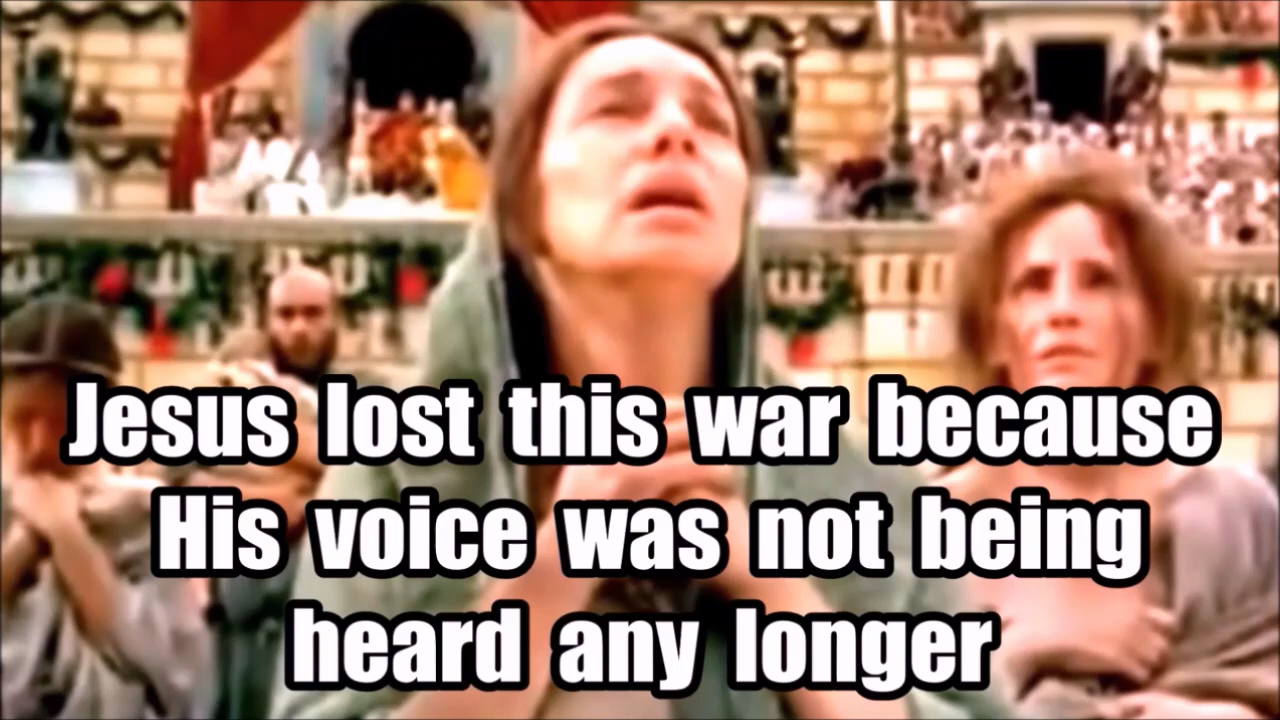 Jesus lost this war because
His voice was not being
heard any longer